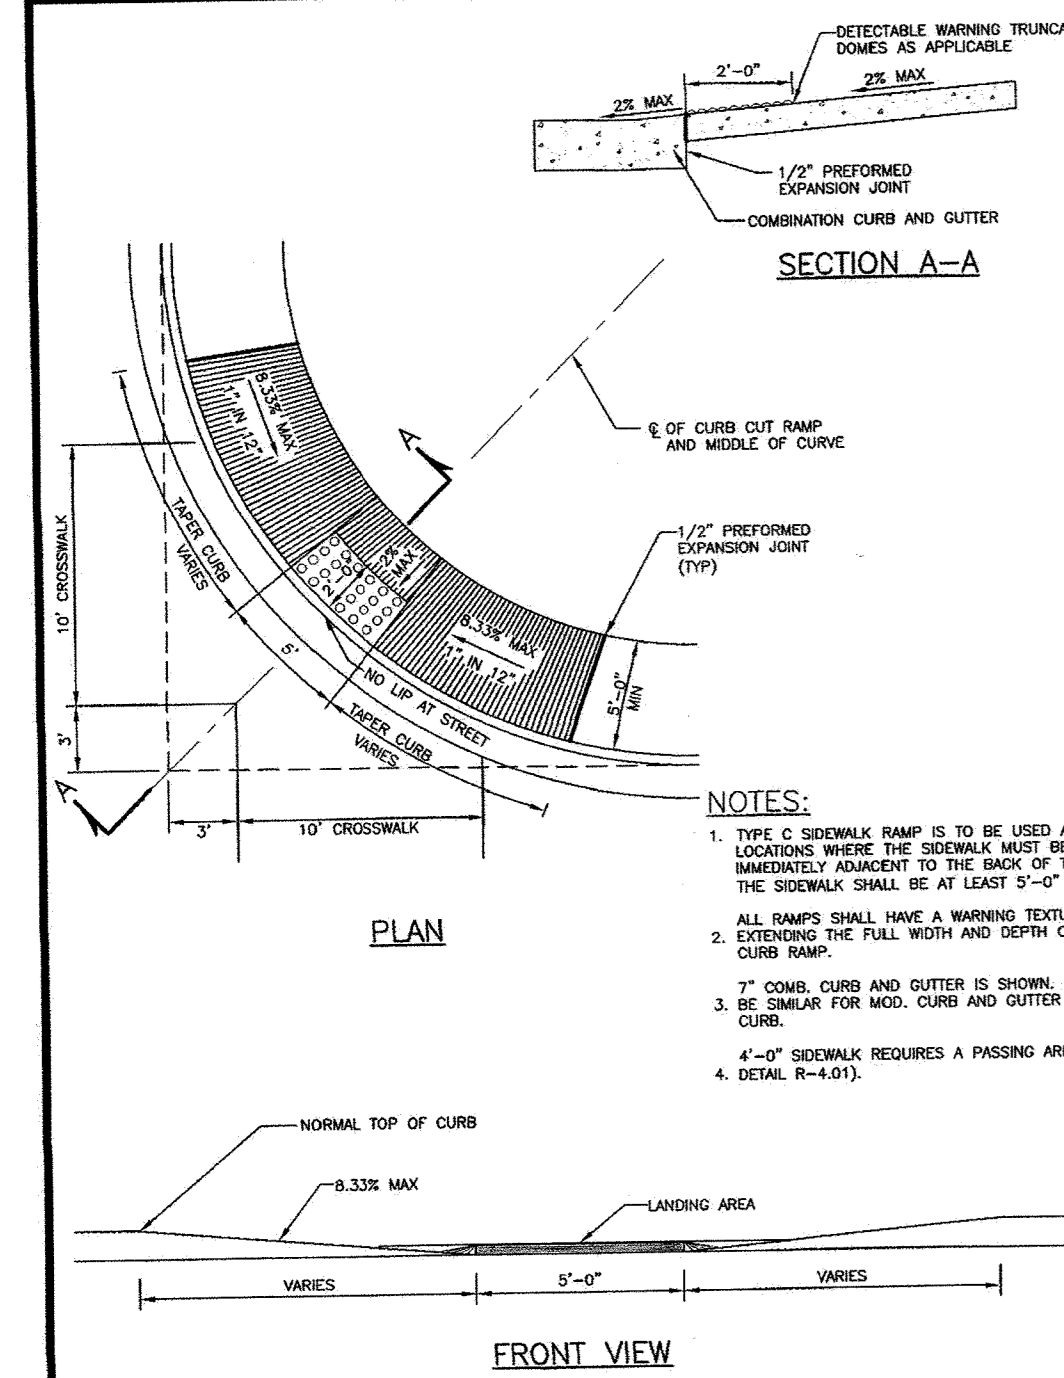 DETECTABLE WARNING TRUNCA
DOMES AS APPLICABLE
2'-0"
2% MAX
2% MAX
1/2" PREFORMED
EXPANSION JOINT
COMBINATION CURB AND GUTTER
SECTION A-A
8.33% MAX
1" IN 12"
A
℄ OF CURB CUT RAMP
AND MIDDLE OF CURVE
1/2" PREFORMED
EXPANSION JOINT
(TYP)
10' CROSSWALK
TAPER CURB
VARIES
2'-0"
2%
MAX
8.33% MAX
1" IN 12"
5'-0"
MIN
5'
NO LIP AT STREET
TAPER CURB
VARIES
3'
A
3'
10' CROSSWALK
PLAN
NOTES:
1. TYPE C SIDEWALK RAMP IS TO BE USED A
LOCATIONS WHERE THE SIDEWALK MUST BE
IMMEDIATELY ADJACENT TO THE BACK OF T
THE SIDEWALK SHALL BE AT LEAST 5'-0"
ALL RAMPS SHALL HAVE A WARNING TEXTU
2. EXTENDING THE FULL WIDTH AND DEPTH O
CURB RAMP.
7" COMB. CURB AND GUTTER IS SHOWN.
3. BE SIMILAR FOR MOD. CURB AND GUTTER
CURB.
4'-0" SIDEWALK REQUIRES A PASSING ARE
4. DETAIL R-4.01).
NORMAL TOP OF CURB
8.33% MAX
LANDING AREA
VARIES
5'-0"
VARIES
FRONT VIEW